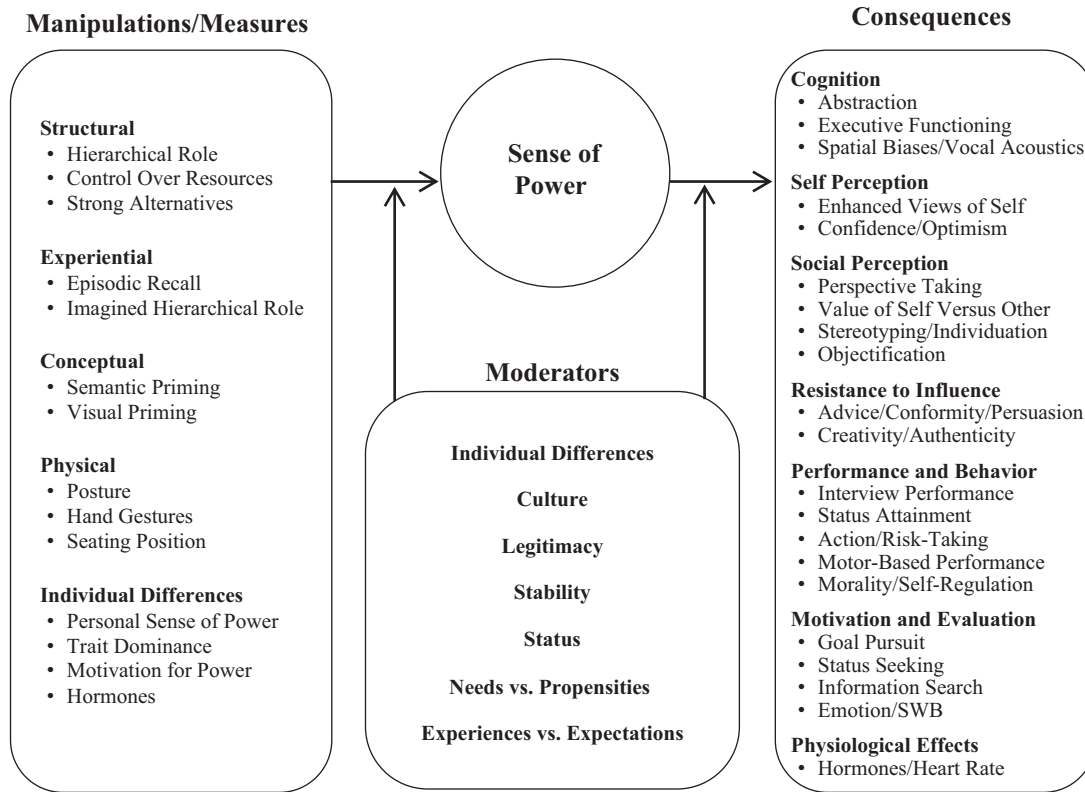 Manipulations/Measures
Structural
• Hierarchical Role
• Control Over Resources
• Strong Alternatives
Experiential
• Episodic Recall
• Imagined Hierarchical Role
Conceptual
• Semantic Priming
• Visual Priming
Physical
• Posture
• Hand Gestures
• Seating Position
Individual Differences
• Personal Sense of Power
• Trait Dominance
• Motivation for Power
• Hormones
Sense of
Power
Moderators
Individual Differences
Culture
Legitimacy
Stability
Status
Needs vs. Propensities
Experiences vs. Expectations
Consequences
Cognition
• Abstraction
• Executive Functioning
• Spatial Biases/Vocal Acoustics
Self Perception
• Enhanced Views of Self
• Confidence/Optimism
Social Perception
• Perspective Taking
• Value of Self Versus Other
• Stereotyping/Individuation
• Objectification
Resistance to Influence
• Advice/Conformity/Persuasion
• Creativity/Authenticity
Performance and Behavior
• Interview Performance
• Status Attainment
• Action/Risk-Taking
• Motor-Based Performance
• Morality/Self-Regulation
Motivation and Evaluation
• Goal Pursuit
• Status Seeking
• Information Search
• Emotion/SWB
Physiological Effects
• Hormones/Heart Rate